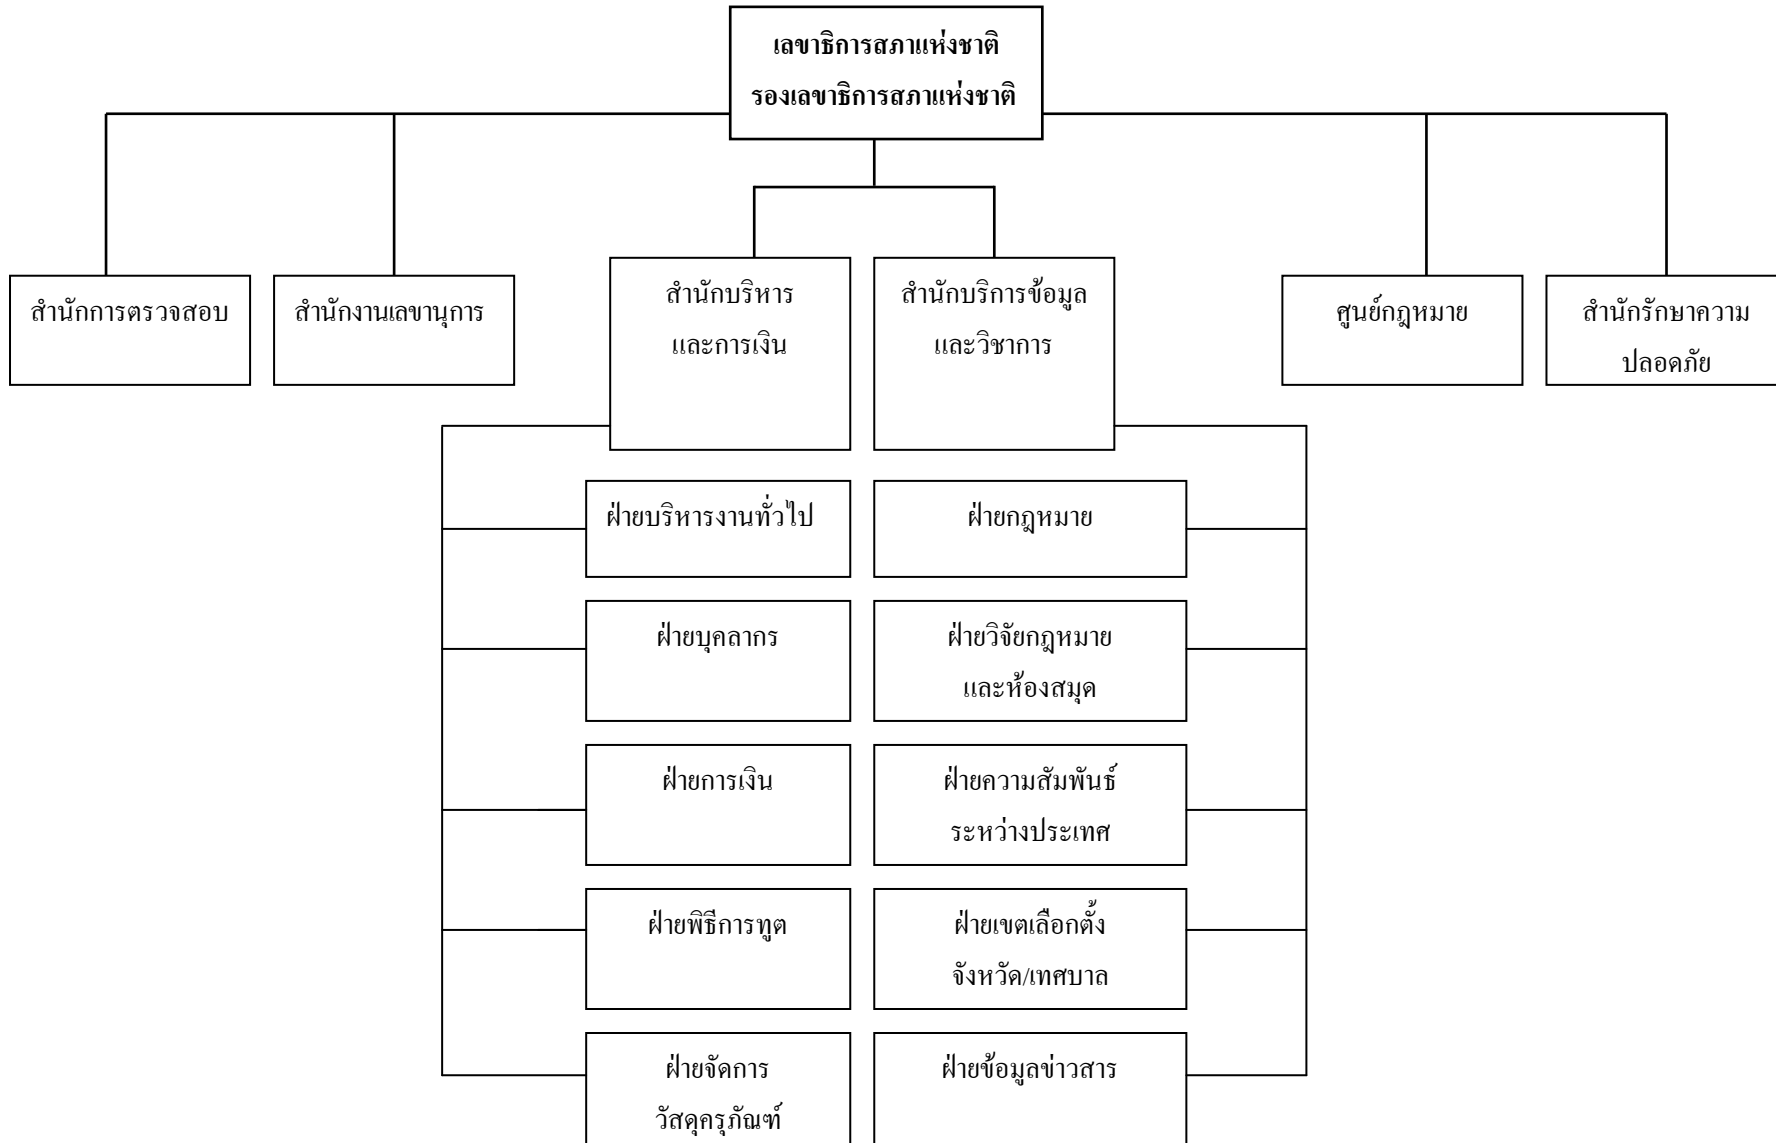 เลขาธิการสภาแห่งชาติ
รองเลขาธิการสภาแห่งชาติ
สำนักการตรวจสอบ
สำนักงานเลขานุการ
สำนักบริหาร
และการเงิน
สำนักบริการข้อมูล
และวิชาการ
ศูนย์กฎหมาย
สำนักรักษาความ
ปลอดภัย
ฝ่ายบริหารงานทั่วไป
ฝ่ายกฎหมาย
ฝ่ายบุคลากร
ฝ่ายวิจัยกฎหมาย
และห้องสมุด
ฝ่ายการเงิน
ฝ่ายความสัมพันธ์
ระหว่างประเทศ
ฝ่ายพิธีการทูต
ฝ่ายเขตเลือกตั้ง
จังหวัด/เทศบาล
ฝ่ายจัดการ
วัสดุครุภัณฑ์
ฝ่ายข้อมูลข่าวสาร